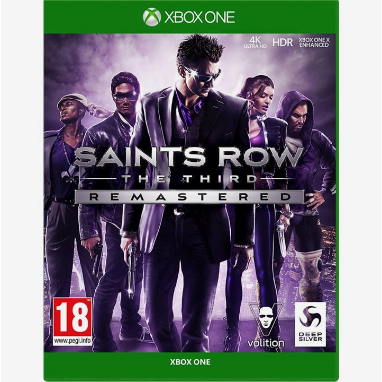 XBOX ONE
4K
ULTRA HD
HDR
XBOX ONE X
ENHANCED
SAINTS ROW
THE THIRD
REMASTERED
18
www.pegi.info
volition
DEEP
SILVER
XBOX ONE